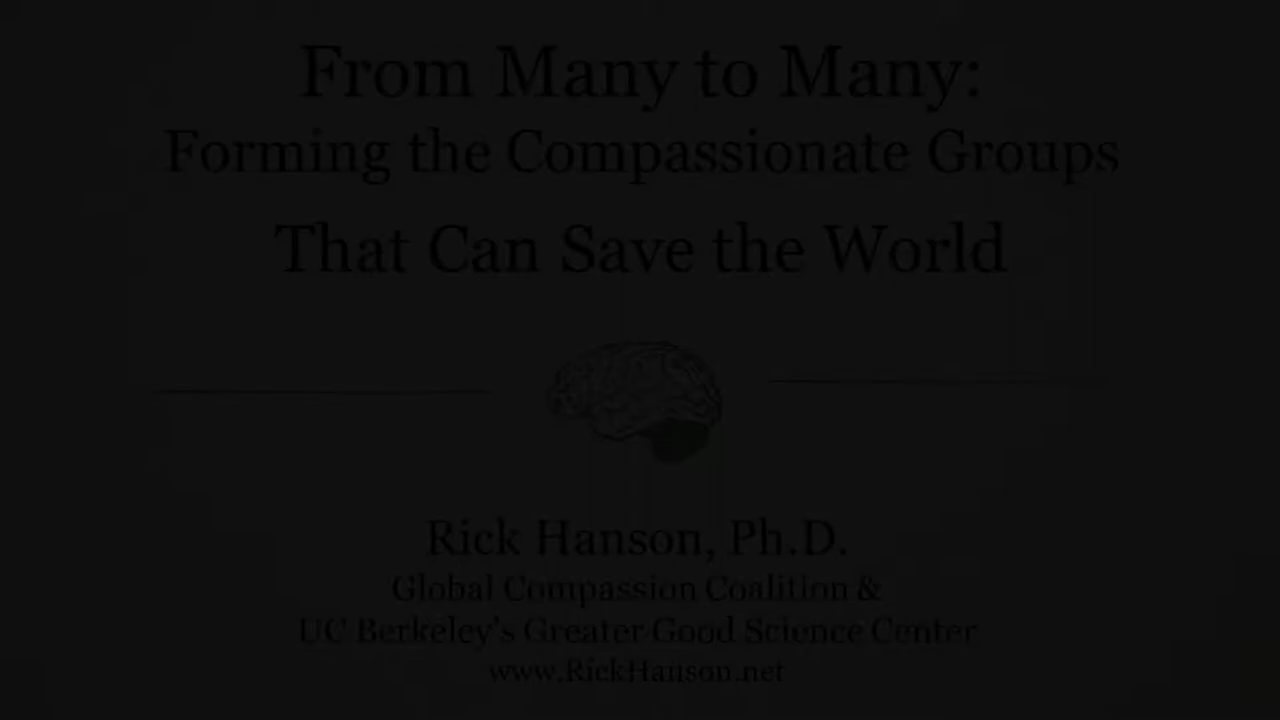 From Many to Many:
Forming the Compassionate Groups
That Can Save the World
Rick Hanson, Ph.D.
Global Compassion Coalition &
UC Berkeley's Greater Good Science Center
www.RickHanson.net